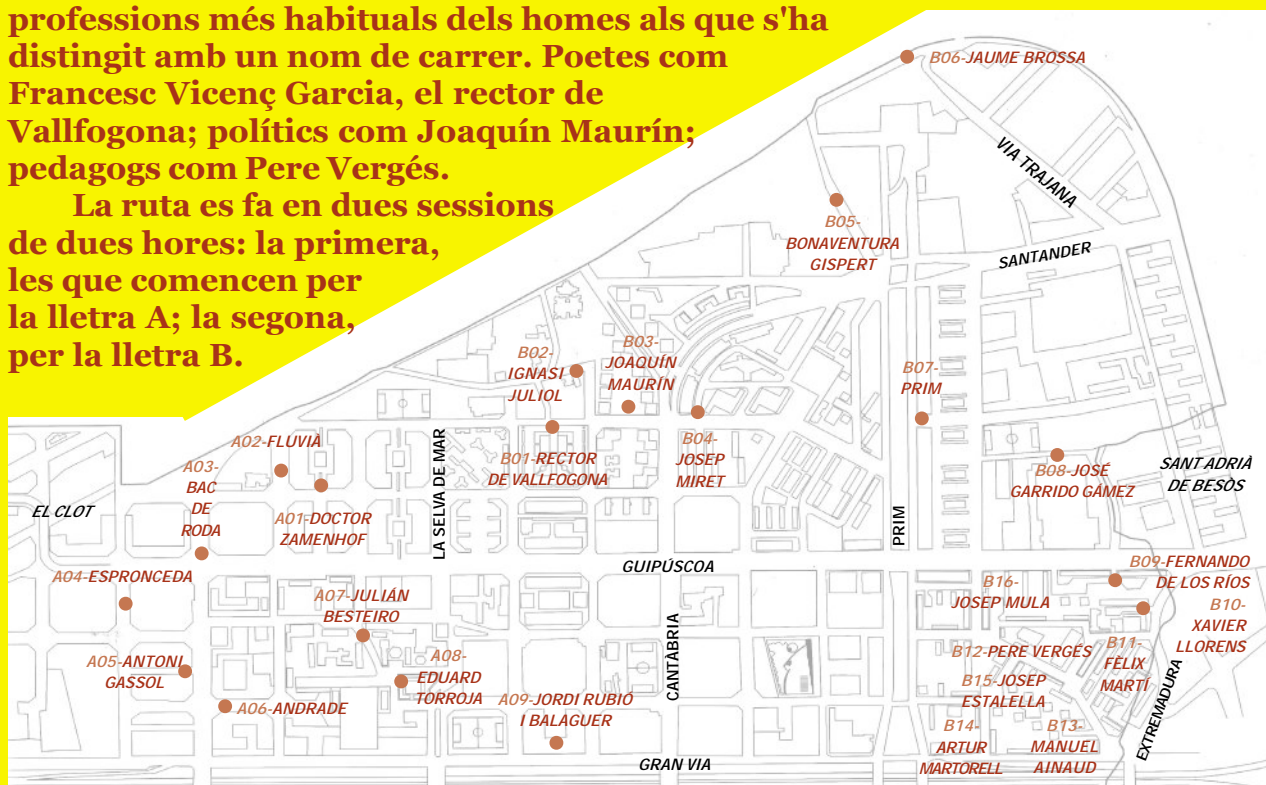 professions més habituals dels homes als que s'ha
distingit amb un nom de carrer. Poetes com
Francesc Vicenç Garcia, el rector de
Vallfogona; polítics com Joaquín Maurín;
pedagogs com Pere Vergés.
La ruta es fa en dues sessions
de dues hores: la primera,
les que comencen per
la lletra A; la segona,
per la lletra B.
B06-JAUME BROSSA
VIA TRAJANA
B05-
BONAVENTURA
GISPERT
SANTANDER
B02-
IGNASI
JULIOL
B03-
JOAQUÍN
MAURÍN
B07-
PRIM
A02-FLUVIÀ
A03-
BAC
DE
RODA
LA SELVA DE MAR
B01-RECTOR
DE VALLFOGONA
B04-
JOSEP
MIRET
B08-JOSÉ
GARRIDO GÁMEZ
SANT ADRIÀ
DE BESÒS
EL CLOT
A01-DOCTOR
ZAMENHOF
PRIM
GUIPÚSCOA
A04-ESPRONCEDA
A07-JULIÁN
BESTEIRO
B16-
JOSEP MULA
B09-FERNANDO
DE LOS RÍOS
B10-
XAVIER
LLORENS
CANTÀBRIA
A05-ANTONI
GASSOL
A08-
EDUARD
TORROJA
B12-PERE VERGÉS
B11-
FÈLIX
MARTÍ
B15-JOSEP
ESTALELLA
A06-ANDRADE
A09-JORDI RUBIÓ
I BALAGUER
B14-
ARTUR
MARTORELL
B13-
MANUEL
AINAUD
EXTREMADURA
GRAN VIA